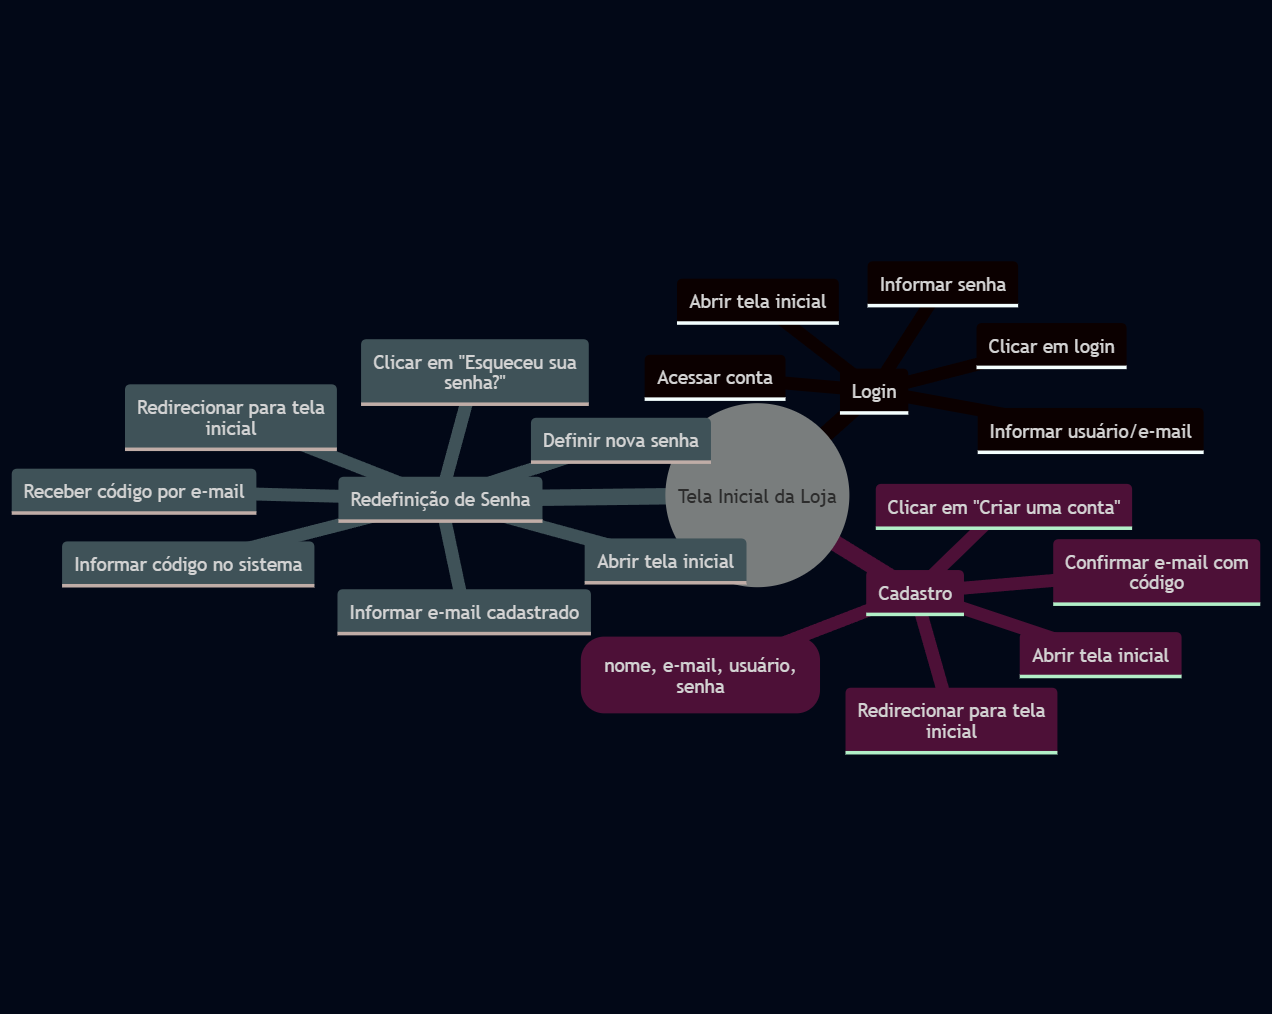 Informar senha
Abrir tela inicial
Clicar em login
Acessar conta
Login
Informar usuário/e-mail
Clicar em "Esqueceu sua
senha?"
Redirecionar para tela
inicial
Definir nova senha
Receber código por e-mail
Redefinição de Senha
Tela Inicial da Loja
Informar código no sistema
Abrir tela inicial
Informar e-mail cadastrado
Clicar em "Criar uma conta"
Confirmar e-mail com
código
Cadastro
Abrir tela inicial
nome, e-mail, usuário,
senha
Redirecionar para tela
inicial